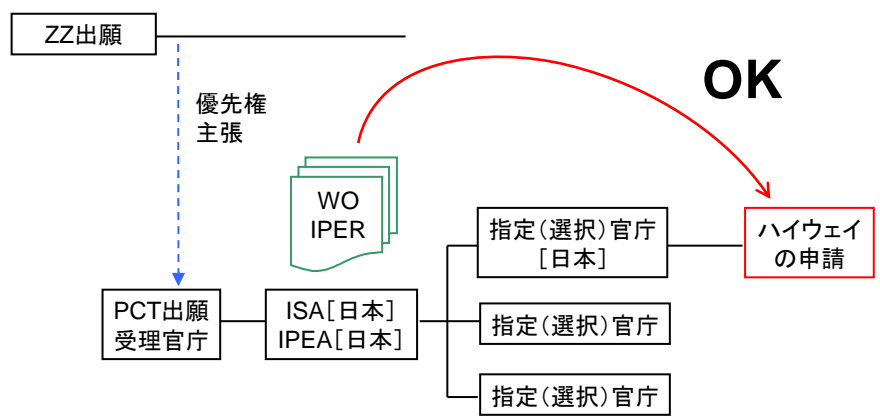 ZZ出願
OK
優先権
主張
WO
IPER
指定(選択)官庁
[日本]
ハイウェイ
の申請
PCT出願
受理官庁
ISA[日本]
IPEA[日本]
指定(選択)官庁
指定(選択)官庁